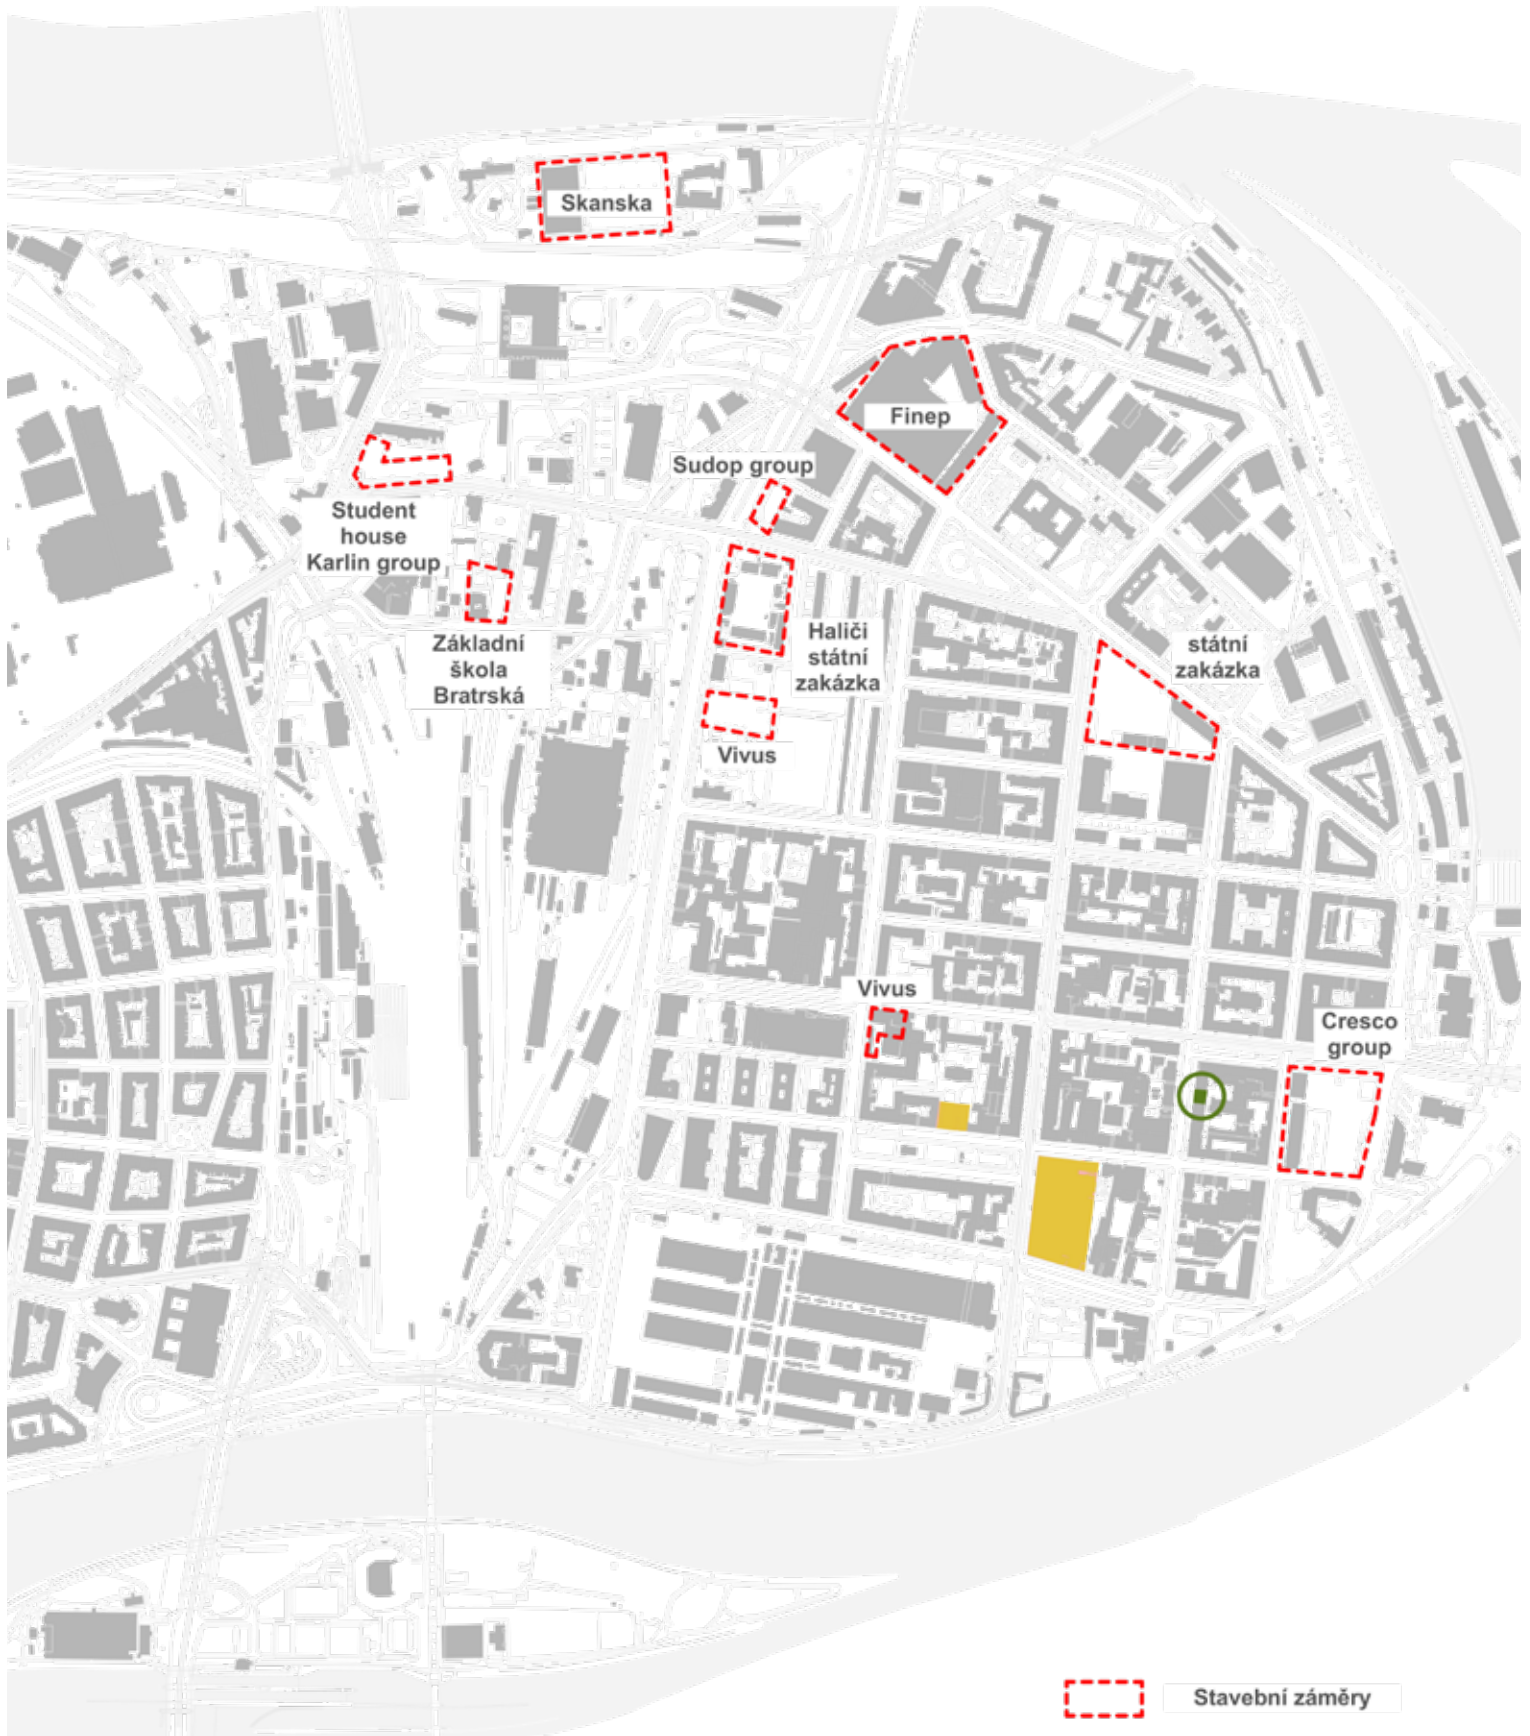 Skanska
Finep
Sudop group
Student
house
Karlin group
Základní
škola
Bratrská
Haliči
státní
zakázka
státní
zakázka
Vivus
Vivus
Cresco
group
Stavební záměry